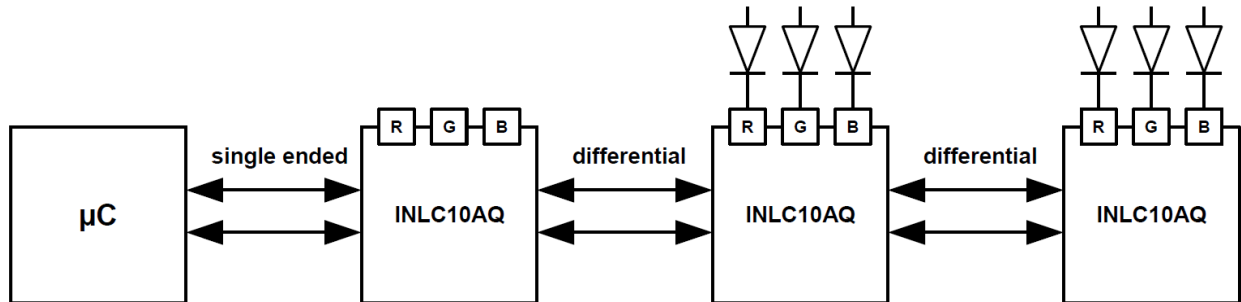 R G B R G B R G B
single ended differential differential
µC INLC10AQ INLC10AQ INLC10AQ